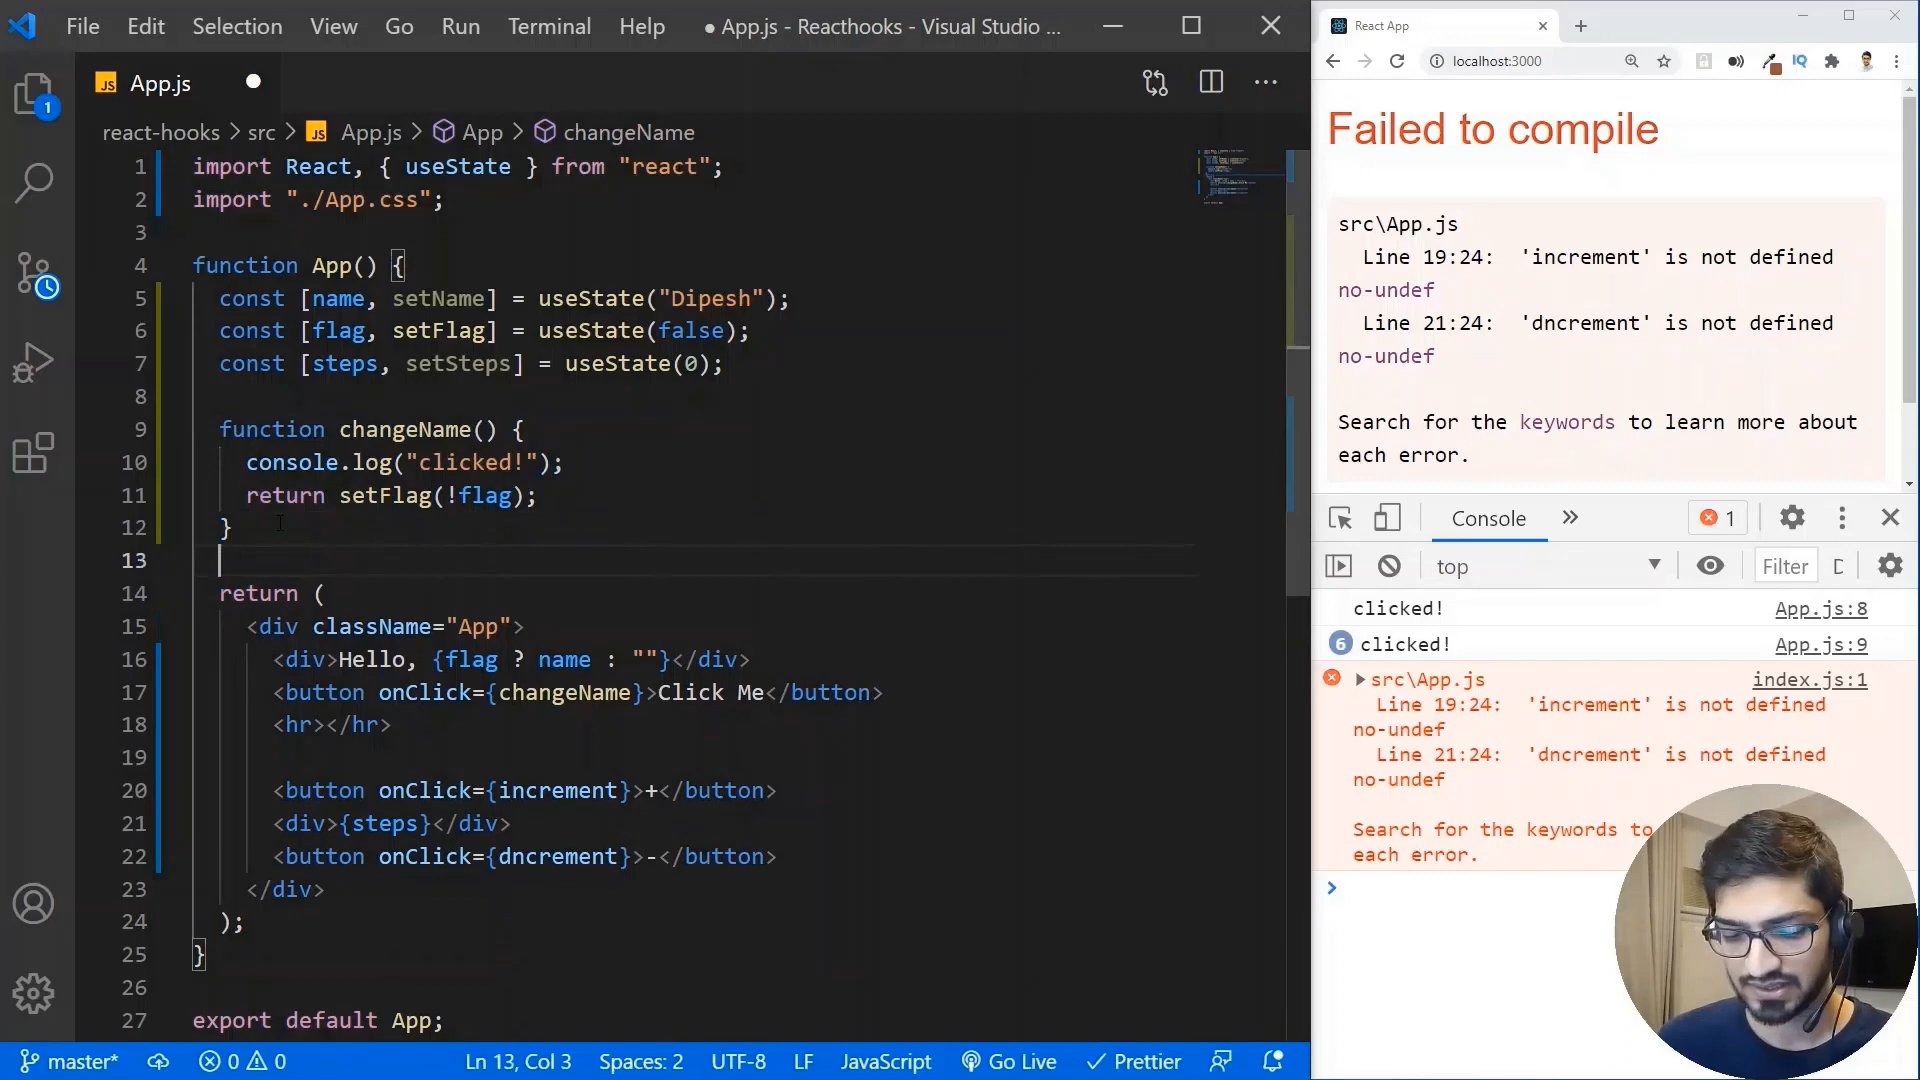 File Edit Selection View Go Run Terminal Help ● App.js - Reacthooks - Visual Studio ...
JS App.js
react-hooks > src > JS App.js > App > changeName
1 import React, { useState } from "react";
2 import "./App.css";
3
4 function App() {
5 const [name, setName] = useState("Dipesh");
6 const [flag, setFlag] = useState(false);
7 const [steps, setSteps] = useState(0);
8
9 function changeName() {
10 console.log("clicked!");
11 return setFlag(!flag);
12 }
13
14 return (
15 <div className="App">
16 <div>Hello, {flag ? name : ""}</div>
17 <button onClick={changeName}>Click Me</button>
18 <hr></hr>
19
20 <button onClick={increment}>+</button>
21 <div>{steps}</div>
22 <button onClick={dncrement}>-</button>
23 </div>
24 );
25 }
26
27 export default App;
1
master* 0 0 Ln 13, Col 3 Spaces: 2 UTF-8 LF JavaScript Go Live Prettier
React App
localhost:3000 IQ
Failed to compile
src\App.js
Line 19:24: 'increment' is not defined
no-undef
Line 21:24: 'dncrement' is not defined
no-undef
Search for the keywords to learn more about
each error.
Console 1
top Filter D
clicked! App.js:8
6 clicked! App.js:9
src\App.js index.js:1
Line 19:24: 'increment' is not defined
no-undef
Line 21:24: 'dncrement' is not defined
no-undef
Search for the keywords to
each error.